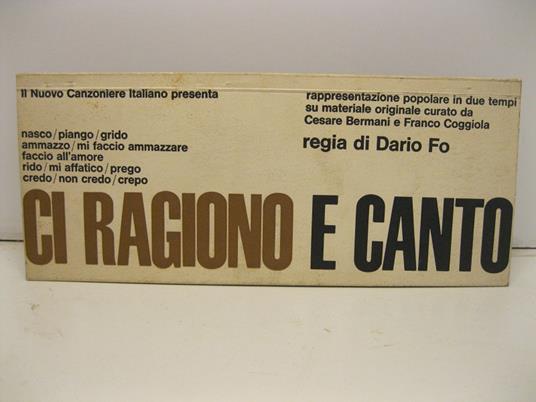 Il Nuovo Canzoniere Italiano presenta
nasco/piango/grido
ammazzo/mi faccio ammazzare
faccio all'amore
rido/mi affatico/prego
credo/non credo/crepo
rappresentazione popolare in due tempi
su materiale originale curato da
Cesare Bermani e Franco Coggiola
regia di Dario Fo
CI RAGIONO E CANTO